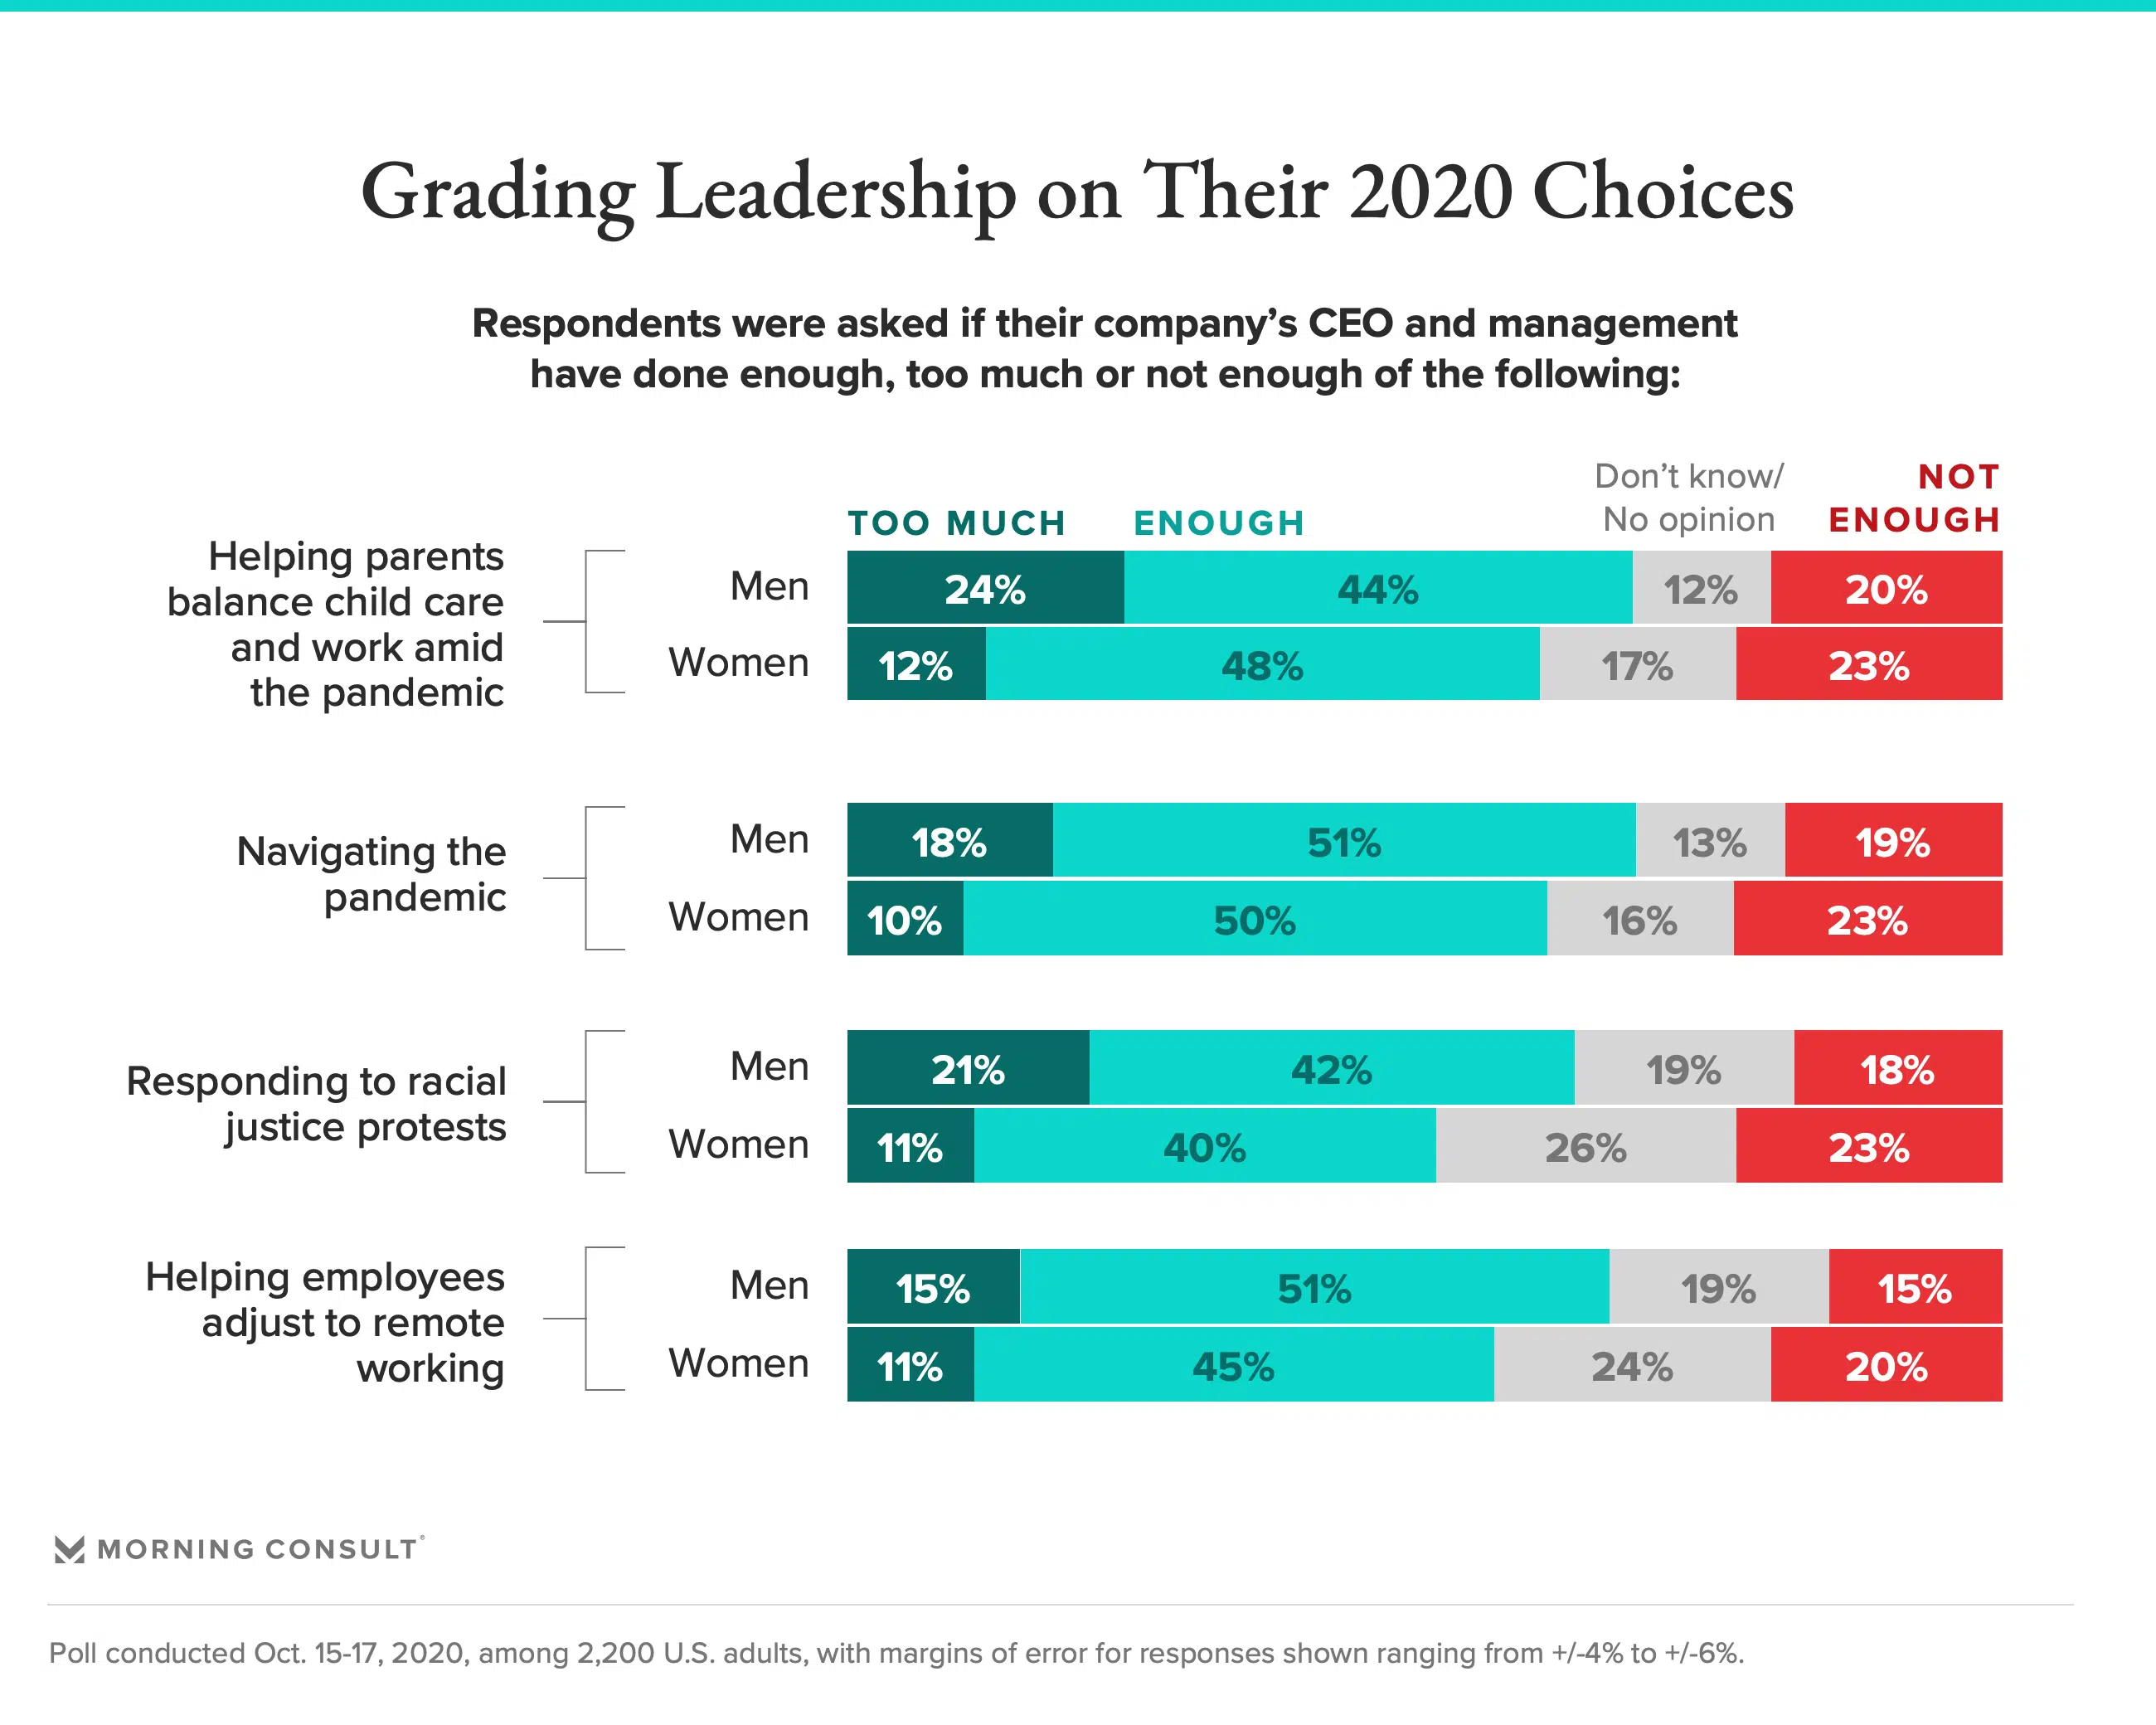 Grading Leadership on Their 2020 Choices
Respondents were asked if their company's CEO and management
have done enough, too much or not enough of the following:
TOO MUCH
ENOUGH
Don't know/
No opinion
NOT
ENOUGH
Helping parents
balance child care
and work amid
the pandemic
Men
24%
44%
12%
20%
Women
12%
48%
17%
23%
Navigating the
pandemic
Men
18%
51%
13%
19%
Women
10%
50%
16%
23%
Responding to racial
justice protests
Men
21%
42%
19%
18%
Women
11%
40%
26%
23%
Helping employees
adjust to remote
working
Men
15%
51%
19%
15%
Women
11%
45%
24%
20%
MORNING CONSULT®
Poll conducted Oct. 15-17, 2020, among 2,200 U.S. adults, with margins of error for responses shown ranging from +/-4% to +/-6%.